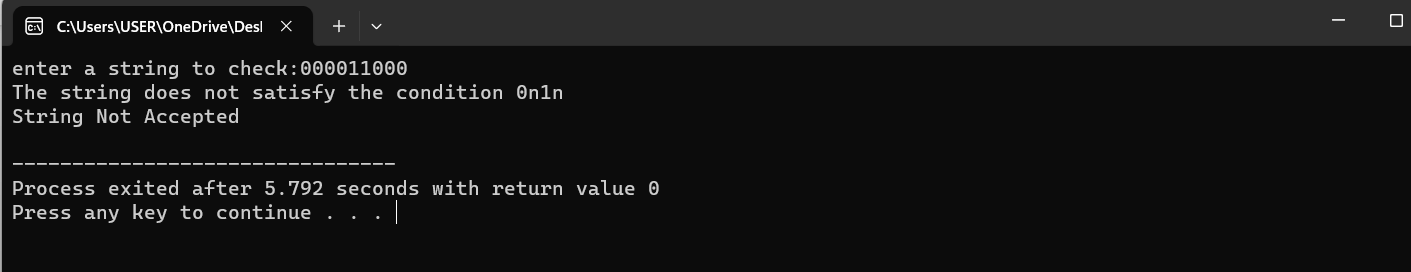 C:\Users\USER\OneDrive\Desl
enter a string to check:000011000
The string does not satisfy the condition 0n1n
String Not Accepted
--------------------------------
Process exited after 5.792 seconds with return value 0
Press any key to continue . . .